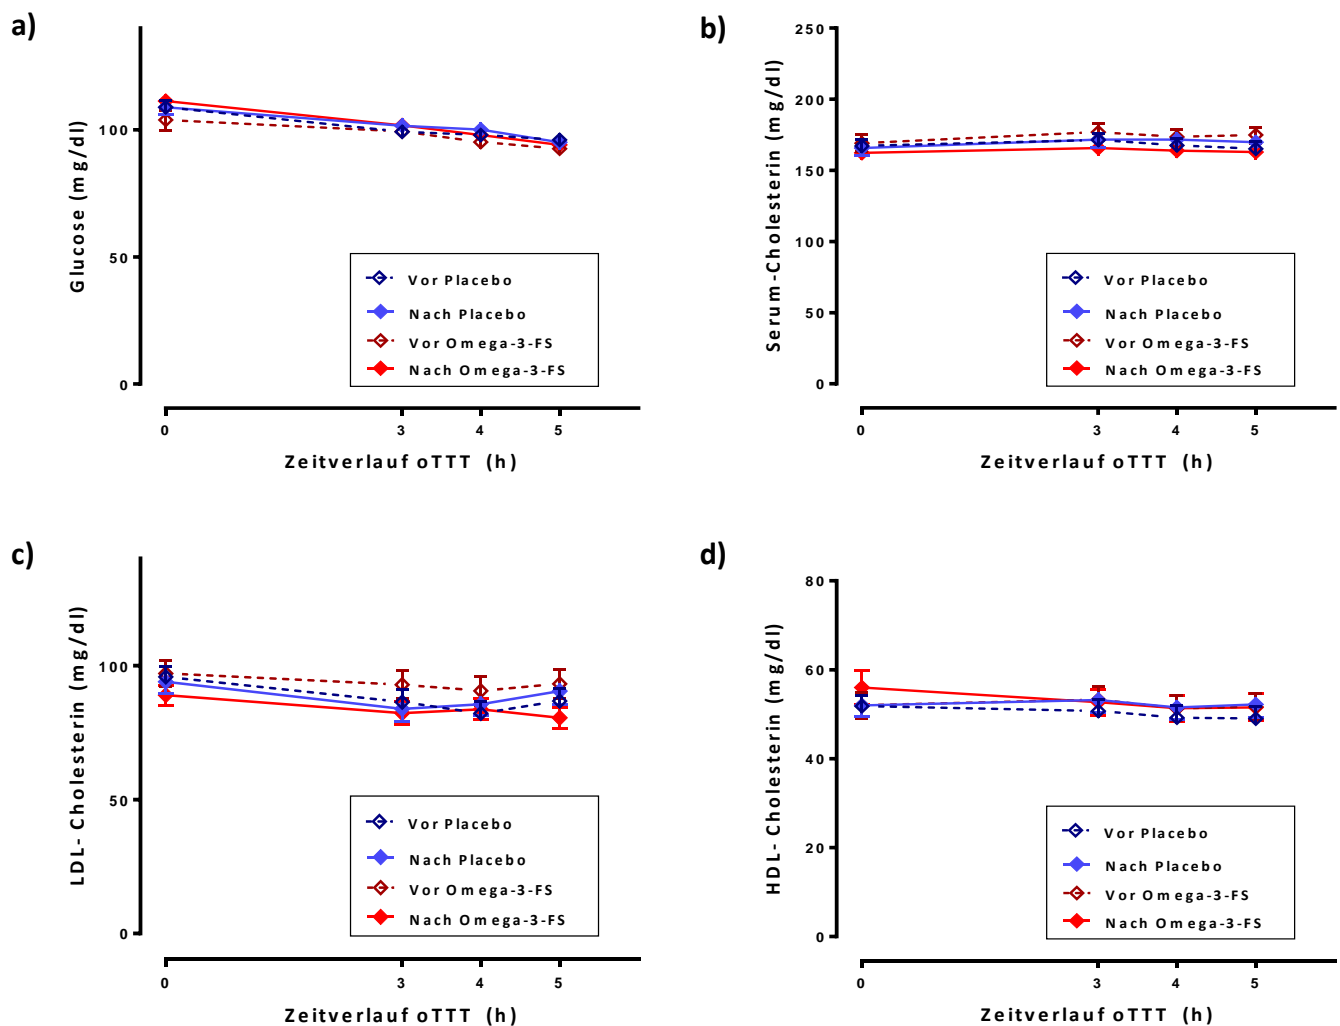 a)
Glucose (mg/dl)
100
50
0
Vor Placebo
Nach Placebo
Vor Omega-3-FS
Nach Omega-3-FS
0 3 4 5
Zeitverlauf oTTT (h)
b)
Serum-Cholesterin (mg/dl)
250
200
150
100
50
0
Vor Placebo
Nach Placebo
Vor Omega-3-FS
Nach Omega-3-FS
0 3 4 5
Zeitverlauf oTTT (h)
c)
LDL- Cholesterin (mg/dl)
100
50
0
Vor Placebo
Nach Placebo
Vor Omega-3-FS
Nach Omega-3-FS
0 3 4 5
Zeitverlauf oTTT (h)
d)
HDL- Cholesterin (mg/dl)
80
60
40
20
0
Vor Placebo
Nach Placebo
Vor Omega-3-FS
Nach Omega-3-FS
0 3 4 5
Zeitverlauf oTTT (h)